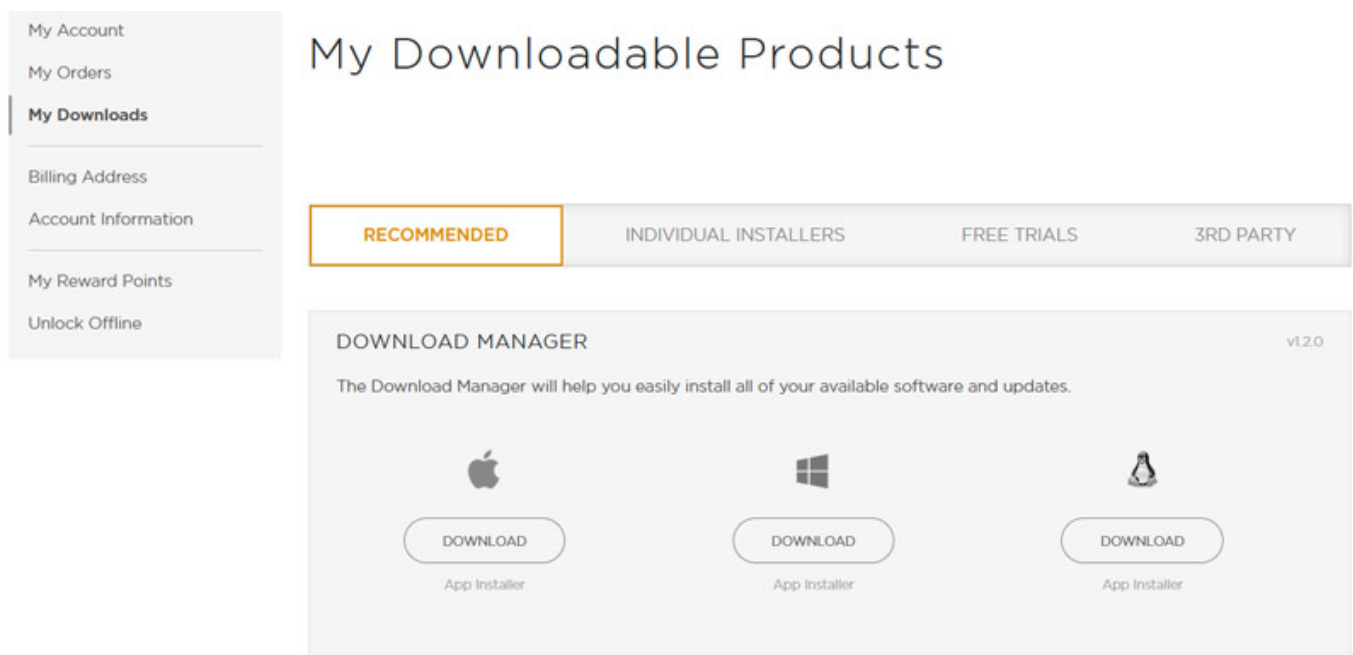 My Account
My Orders
My Downloads
Billing Address
Account Information
My Reward Points
Unlock Offline
My Downloadable Products
RECOMMENDED INDIVIDUAL INSTALLERS FREE TRIALS 3RD PARTY
DOWNLOAD MANAGER v1.2.0
The Download Manager will help you easily install all of your available software and updates.
DOWNLOAD DOWNLOAD DOWNLOAD
App Installer App Installer App Installer